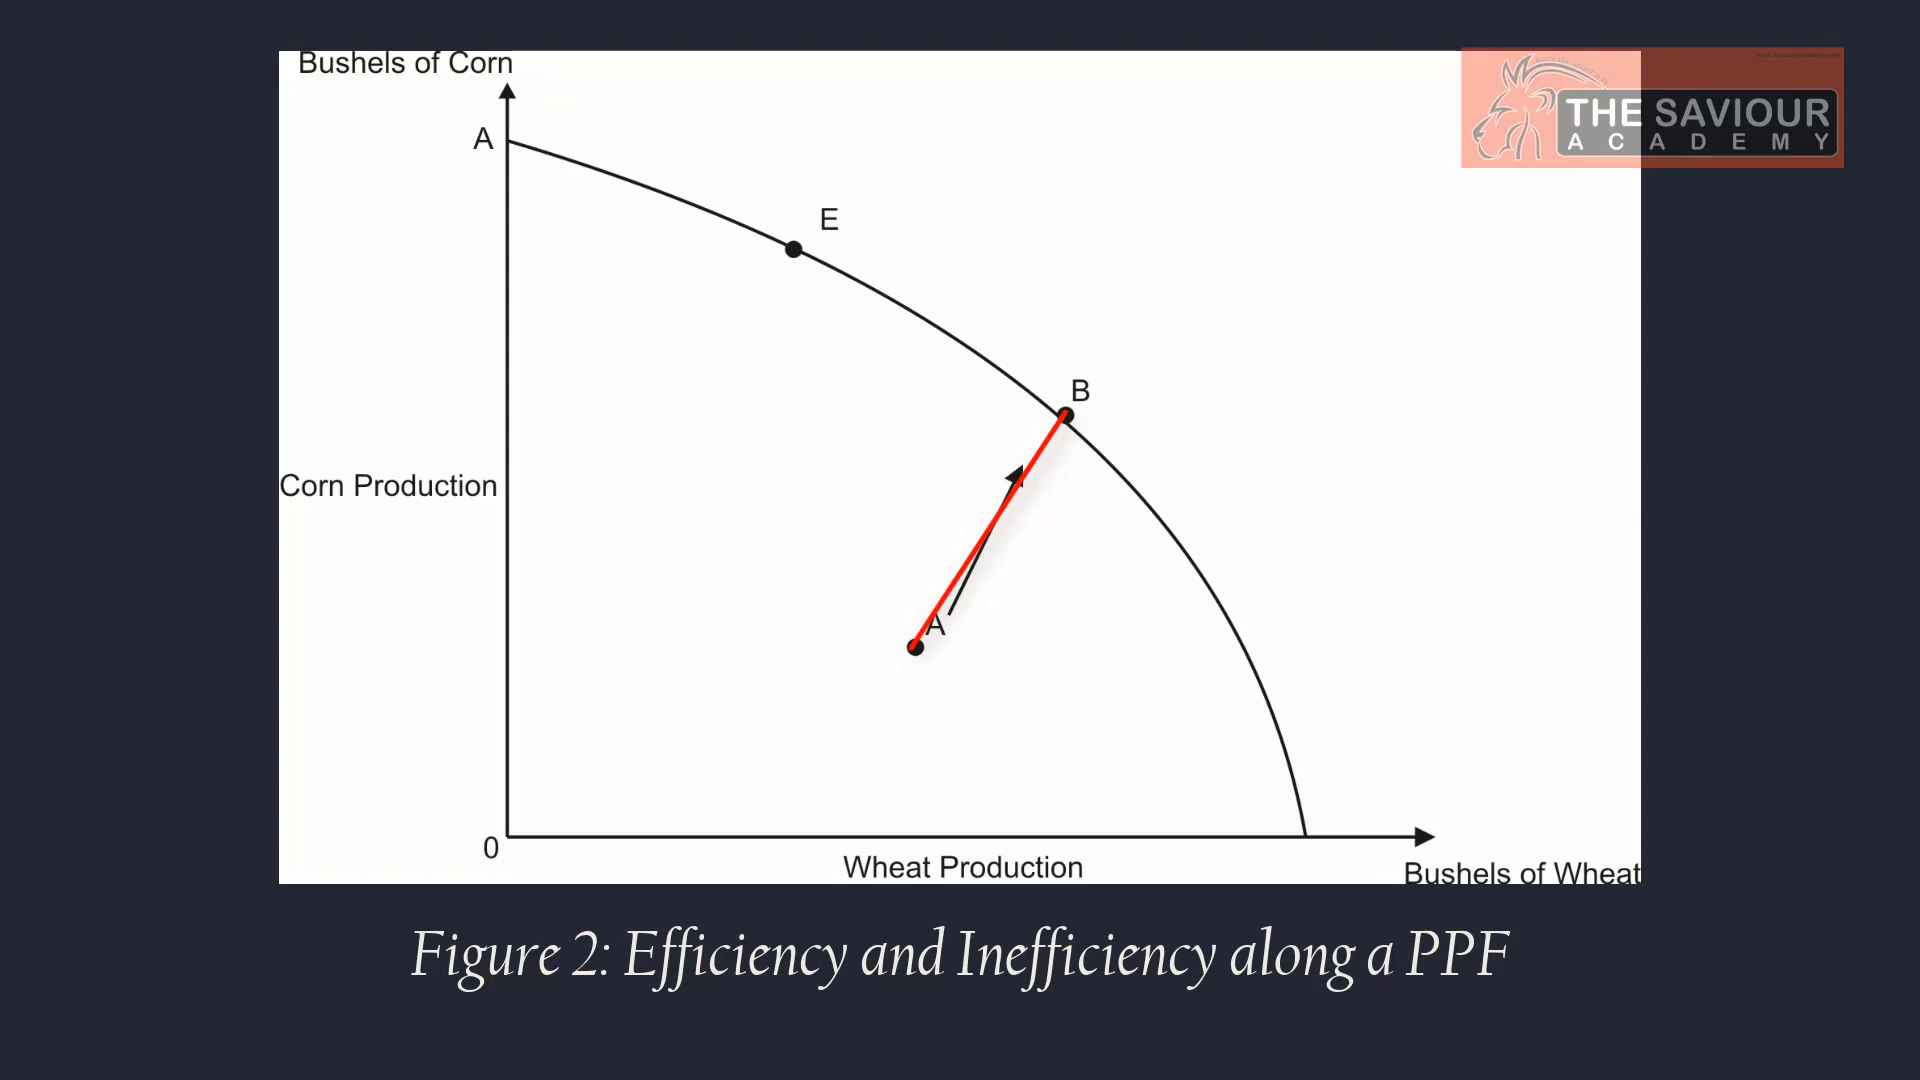 Bushels of Corn
THE SAVIOUR
ACADEMY
A
E
B
Corn Production
A
0
Wheat Production
Bushels of Wheat
Figure 2: Efficiency and Inefficiency along a PPF